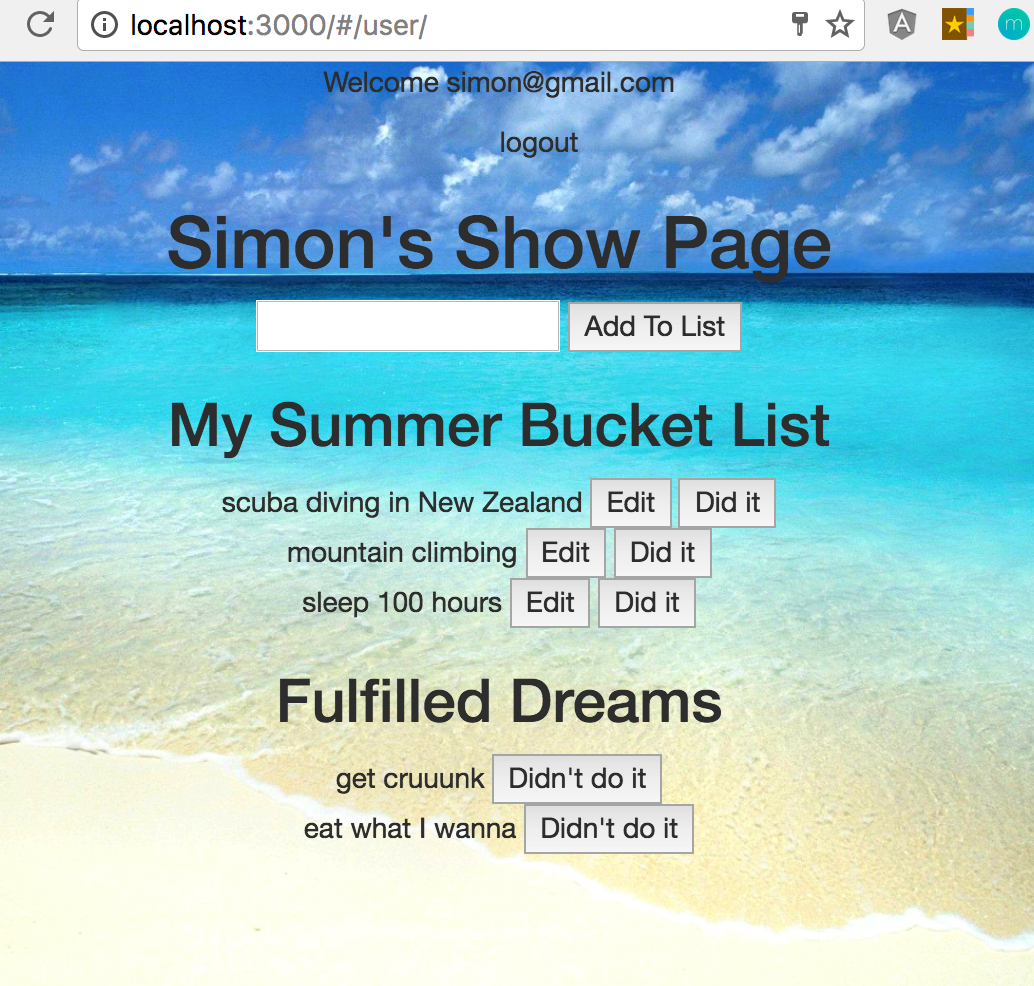 localhost:3000/#/user/
m
Welcome simon@gmail.com
logout
Simon's Show Page
Add To List
My Summer Bucket List
scuba diving in New Zealand Edit Did it
mountain climbing Edit Did it
sleep 100 hours Edit Did it
Fulfilled Dreams
get cruuunk Didn't do it
eat what I wanna Didn't do it